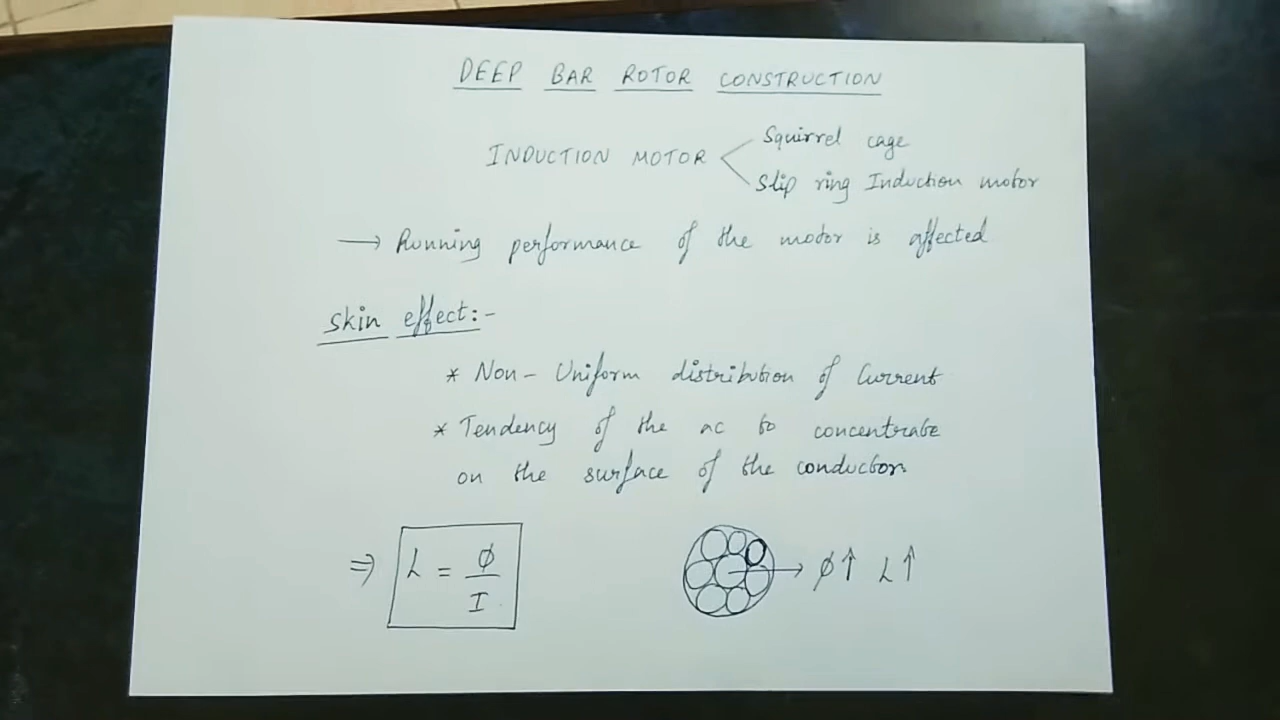 DEEP BAR ROTOR CONSTRUCTION
INDUCTION MOTOR
Squirrel cage
Slip ring Induction motor
→ Running performance of the motor is affected
Skin effect:-
* Non-Uniform distribution of Current
* Tendency of the ac to concentrate
on the surface of the conductor.
⇒ L = ϕ/I
ϕ↑ L↑